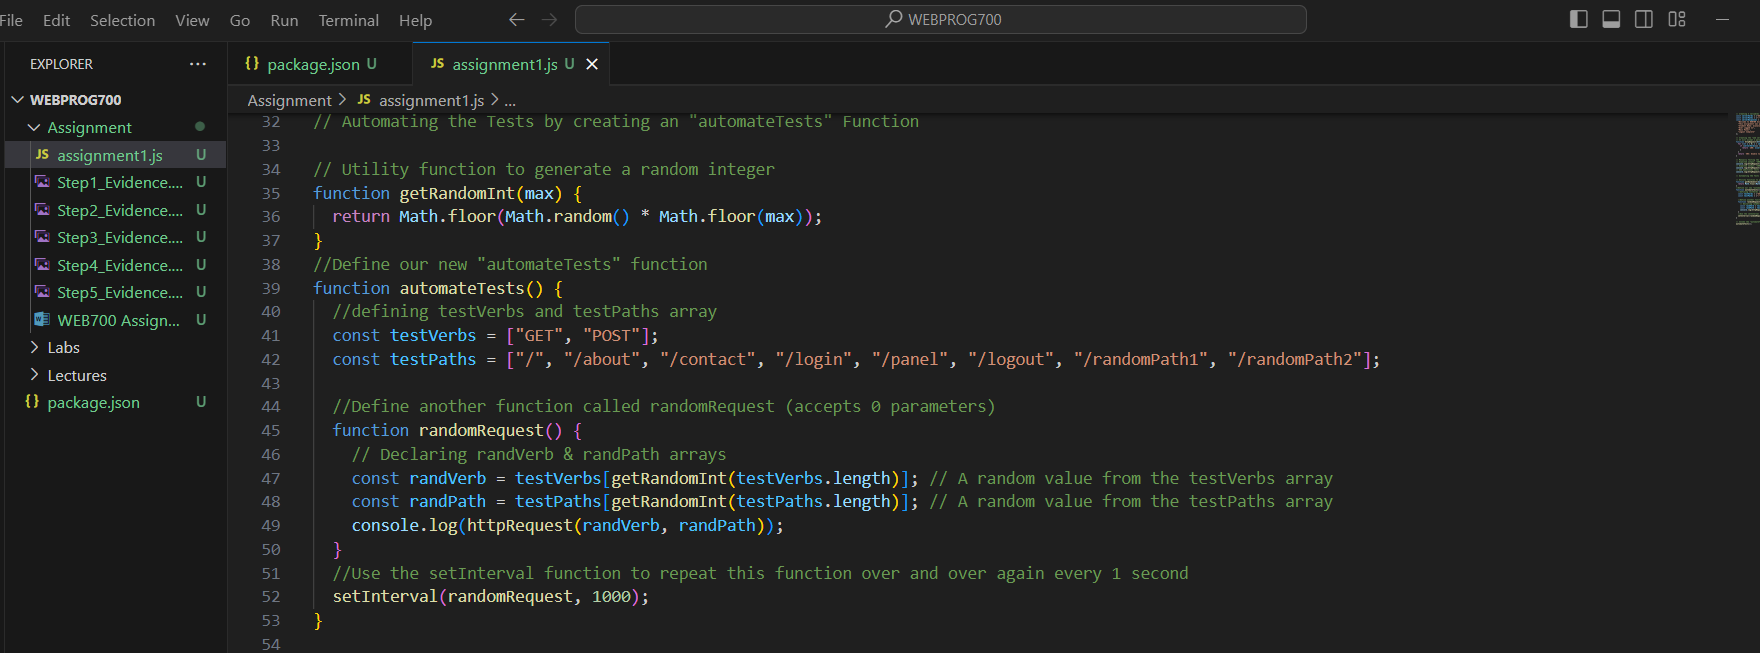 File Edit Selection View Go Run Terminal Help
WEBPROG700
EXPLORER
WEBPROG700
Assignment
JS assignment1.js U
Step1_Evidence.... U
Step2_Evidence.... U
Step3_Evidence.... U
Step4_Evidence.... U
Step5_Evidence.... U
WEB700 Assign... U
Labs
Lectures
{} package.json U
{} package.json U
JS assignment1.js U
Assignment > JS assignment1.js > ...
32 // Automating the Tests by creating an "automateTests" Function
33
34 // Utility function to generate a random integer
35 function getRandomInt(max) {
36 return Math.floor(Math.random() * Math.floor(max));
37 }
38 //Define our new "automateTests" function
39 function automateTests() {
40 //defining testVerbs and testPaths array
41 const testVerbs = ["GET", "POST"];
42 const testPaths = ["/", "/about", "/contact", "/login", "/panel", "/logout", "/randomPath1", "/randomPath2"];
43
44 //Define another function called randomRequest (accepts 0 parameters)
45 function randomRequest() {
46 // Declaring randVerb & randPath arrays
47 const randVerb = testVerbs[getRandomInt(testVerbs.length)]; // A random value from the testVerbs array
48 const randPath = testPaths[getRandomInt(testPaths.length)]; // A random value from the testPaths array
49 console.log(httpRequest(randVerb, randPath));
50 }
51 //Use the setInterval function to repeat this function over and over again every 1 second
52 setInterval(randomRequest, 1000);
53 }
54